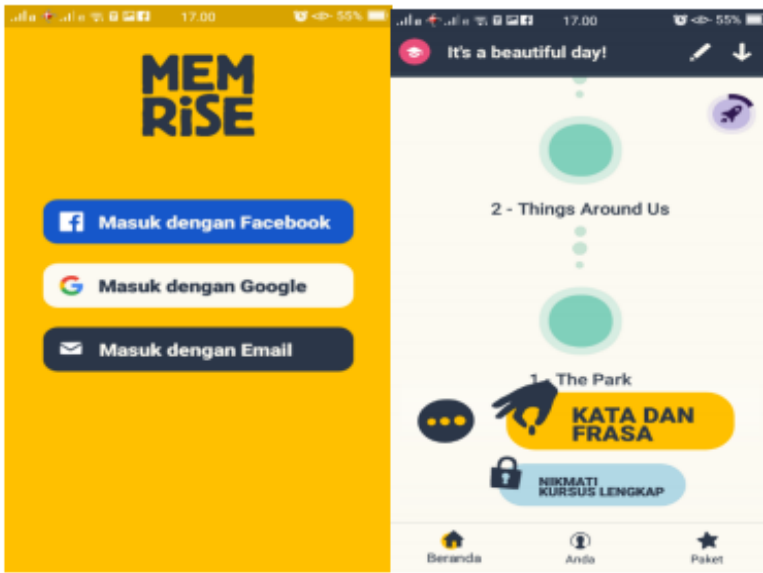 17.00
55%
MEM
RiSE
Masuk dengan Facebook
Masuk dengan Google
Masuk dengan Email
17.00
55%
It's a beautiful day!
2 - Things Around Us
1 - The Park
KATA DAN
FRASA
NIKMATI
KURSUS LENGKAP
Beranda
Anda
Paket